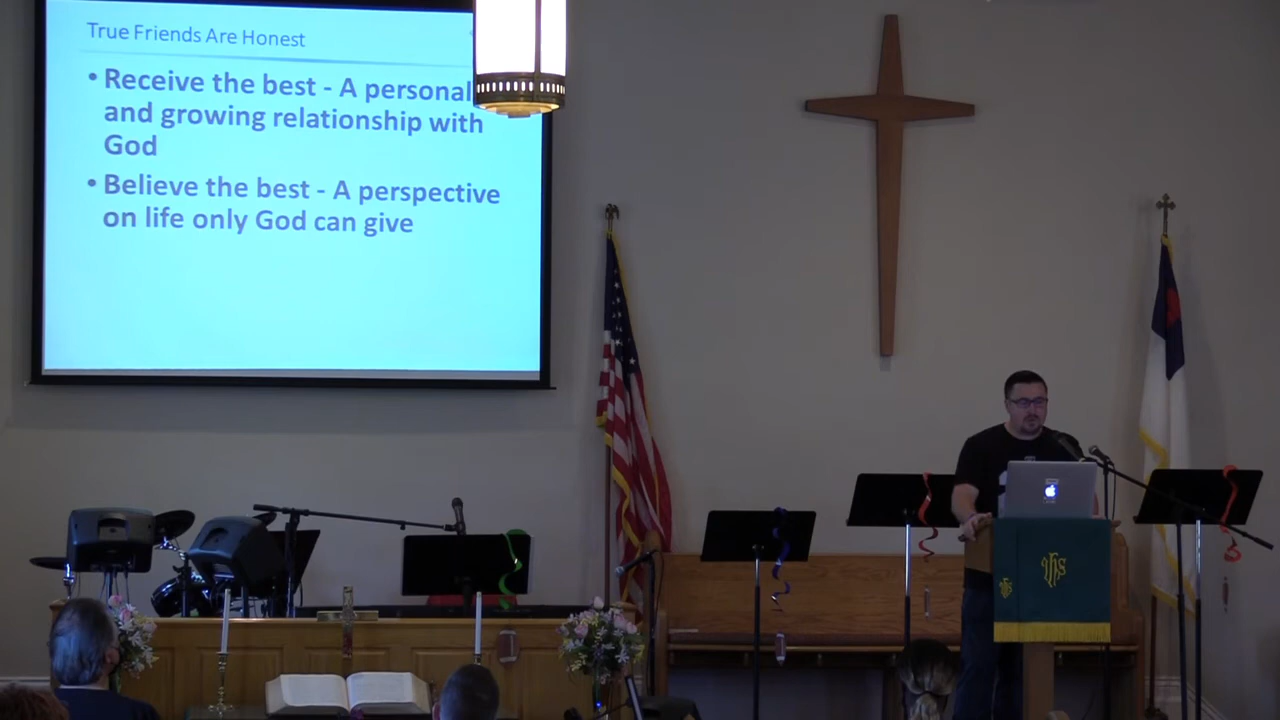 True Friends Are Honest
• Receive the best - A personal
and growing relationship with
God
• Believe the best - A perspective
on life only God can give
IHS